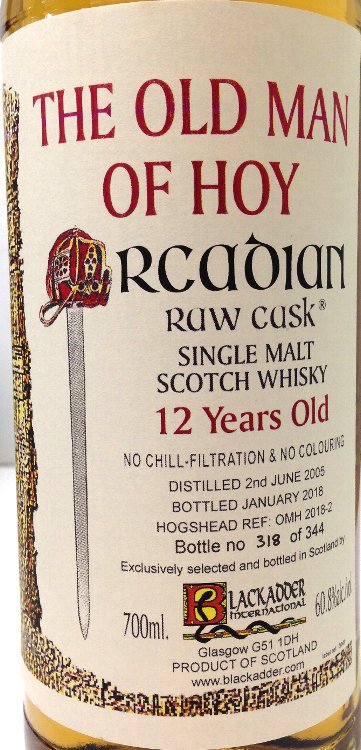 THE OLD MAN
OF HOY
ORCADIAN
RAW CASK®
SINGLE MALT
SCOTCH WHISKY
12 Years Old
NO CHILL-FILTRATION & NO COLOURING
DISTILLED 2nd JUNE 2005
BOTTLED JANUARY 2018
HOGSHEAD REF: OMH 2018-2
Bottle no 318 of 344
Exclusively selected and bottled in Scotland by
BLACKADDER
INTERNATIONAL
700ml.
60.8%alc/vol.
Glasgow G51 1DH
PRODUCT OF SCOTLAND
www.blackadder.com